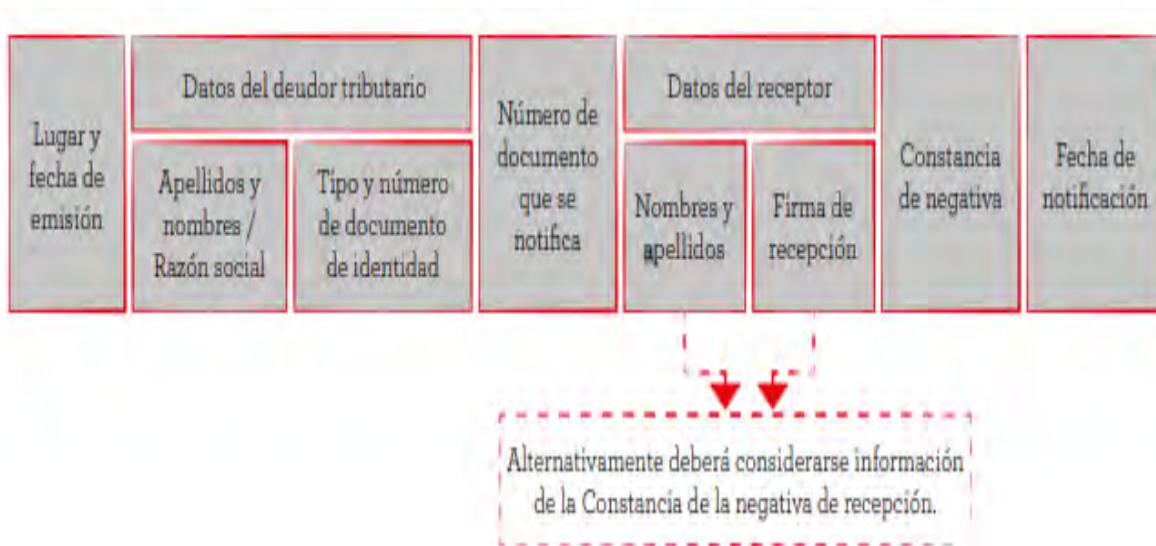 Lugar y
fecha de
emisión
Datos del deudor tributario
Apellidos y
nombres /
Razón social
Tipo y número
de documento
de identidad
Número de
documento
que se
notifica
Datos del receptor
Nombres y
apellidos
Firma de
recepción
Constancia
de negativa
Fecha de
notificación
Alternativamente deberá considerarse información
de la Constancia de la negativa de recepción.